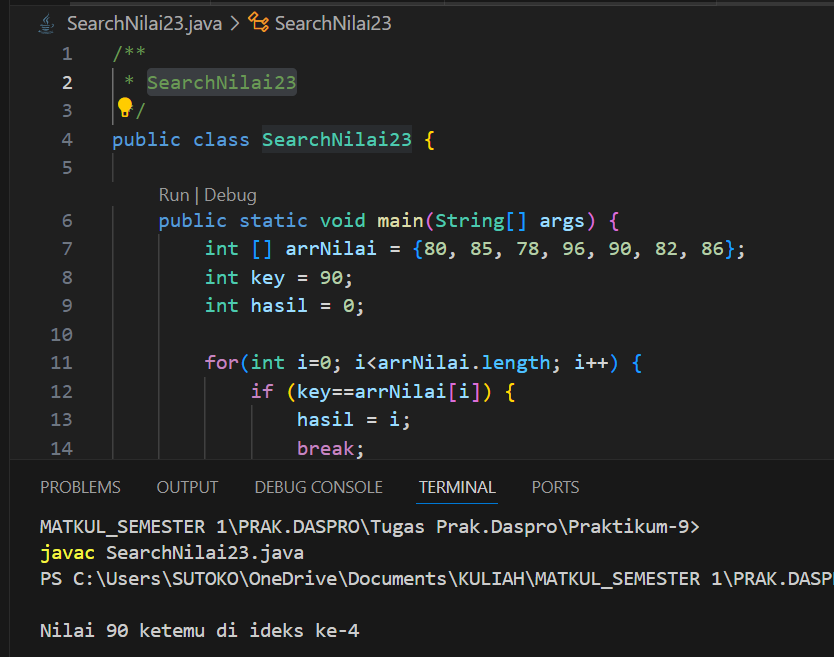 SearchNilai23.java > SearchNilai23
1 /**
2 * SearchNilai23
3 */
4 public class SearchNilai23 {
5
Run | Debug
6 public static void main(String[] args) {
7 int [] arrNilai = {80, 85, 78, 96, 90, 82, 86};
8 int key = 90;
9 int hasil = 0;
10
11 for(int i=0; i<arrNilai.length; i++) {
12 if (key==arrNilai[i]) {
13 hasil = i;
14 break;
PROBLEMS OUTPUT DEBUG CONSOLE TERMINAL PORTS
MATKUL_SEMESTER 1\PRAK.DASPRO\Tugas Prak.Daspro\Praktikum-9>
javac SearchNilai23.java
PS C:\Users\SUTOKO\OneDrive\Documents\KULIAH\MATKUL_SEMESTER 1\PRAK.DASP
Nilai 90 ketemu di ideks ke-4